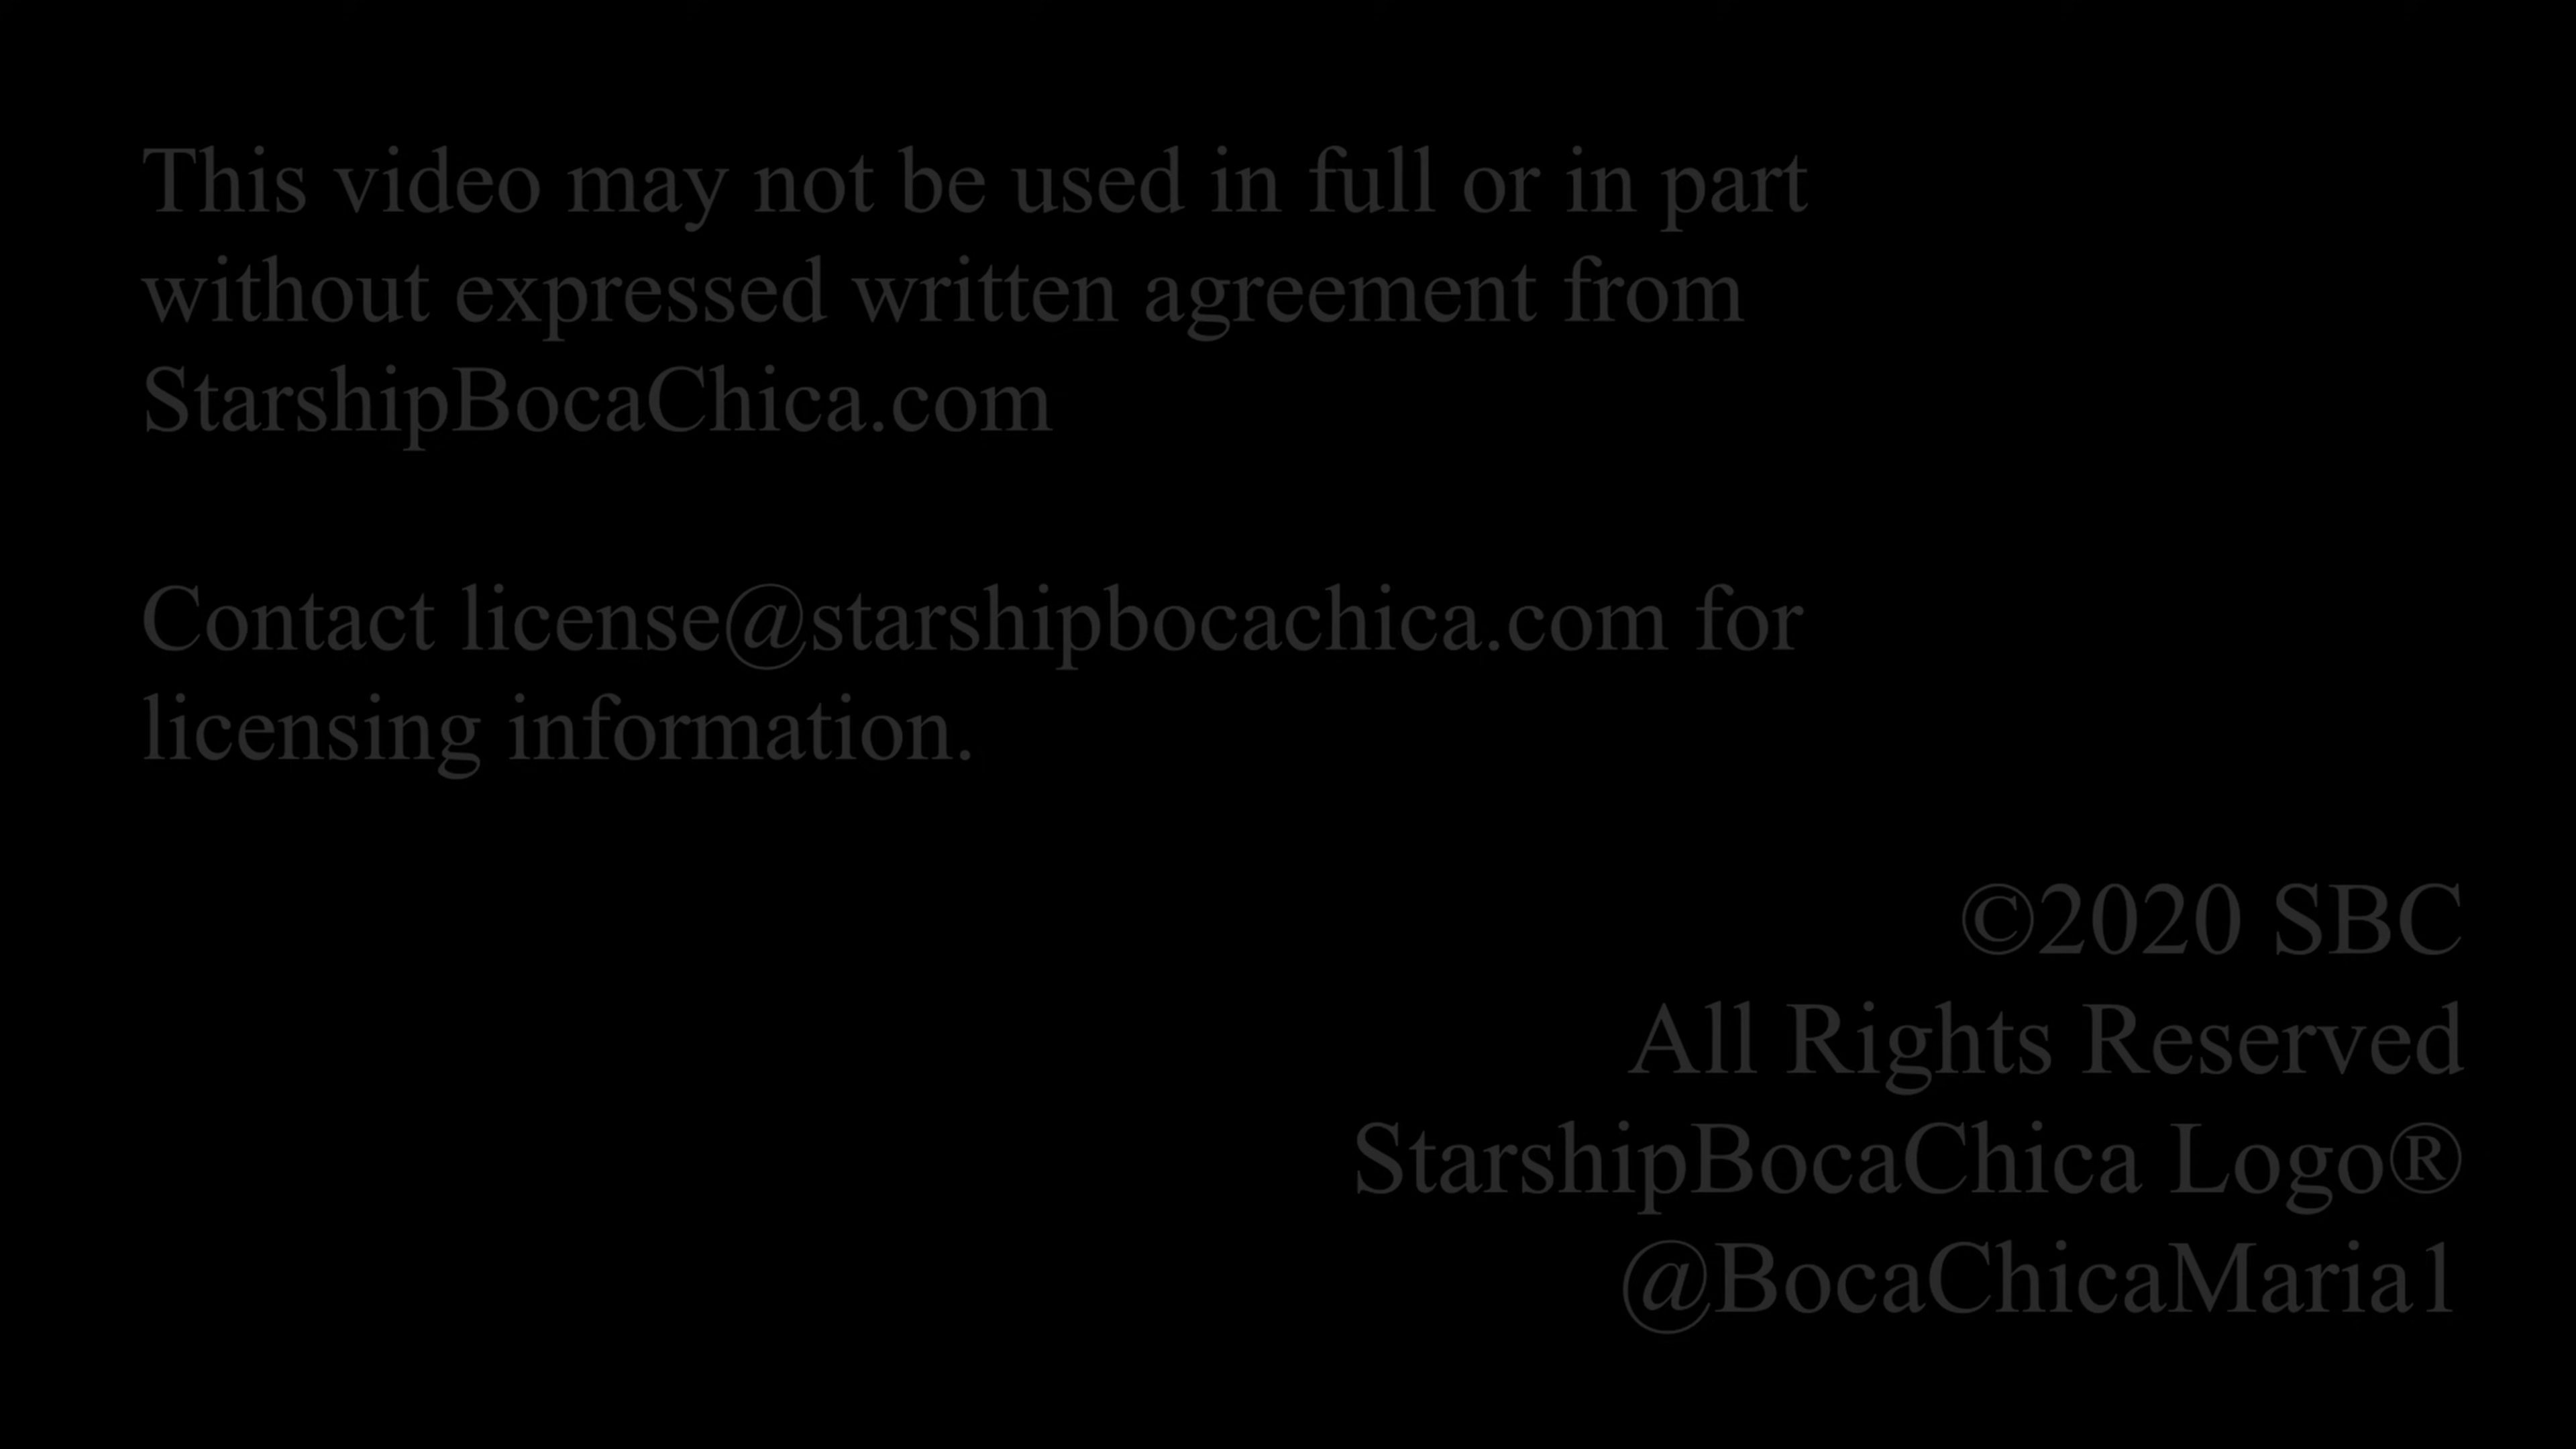 This video may not be used in full or in part
without expressed written agreement from
StarshipBocaChica.com
Contact license@starshipbocachica.com for
licensing information.
©2020 SBC
All Rights Reserved
StarshipBocaChica Logo®
@BocaChicaMaria1